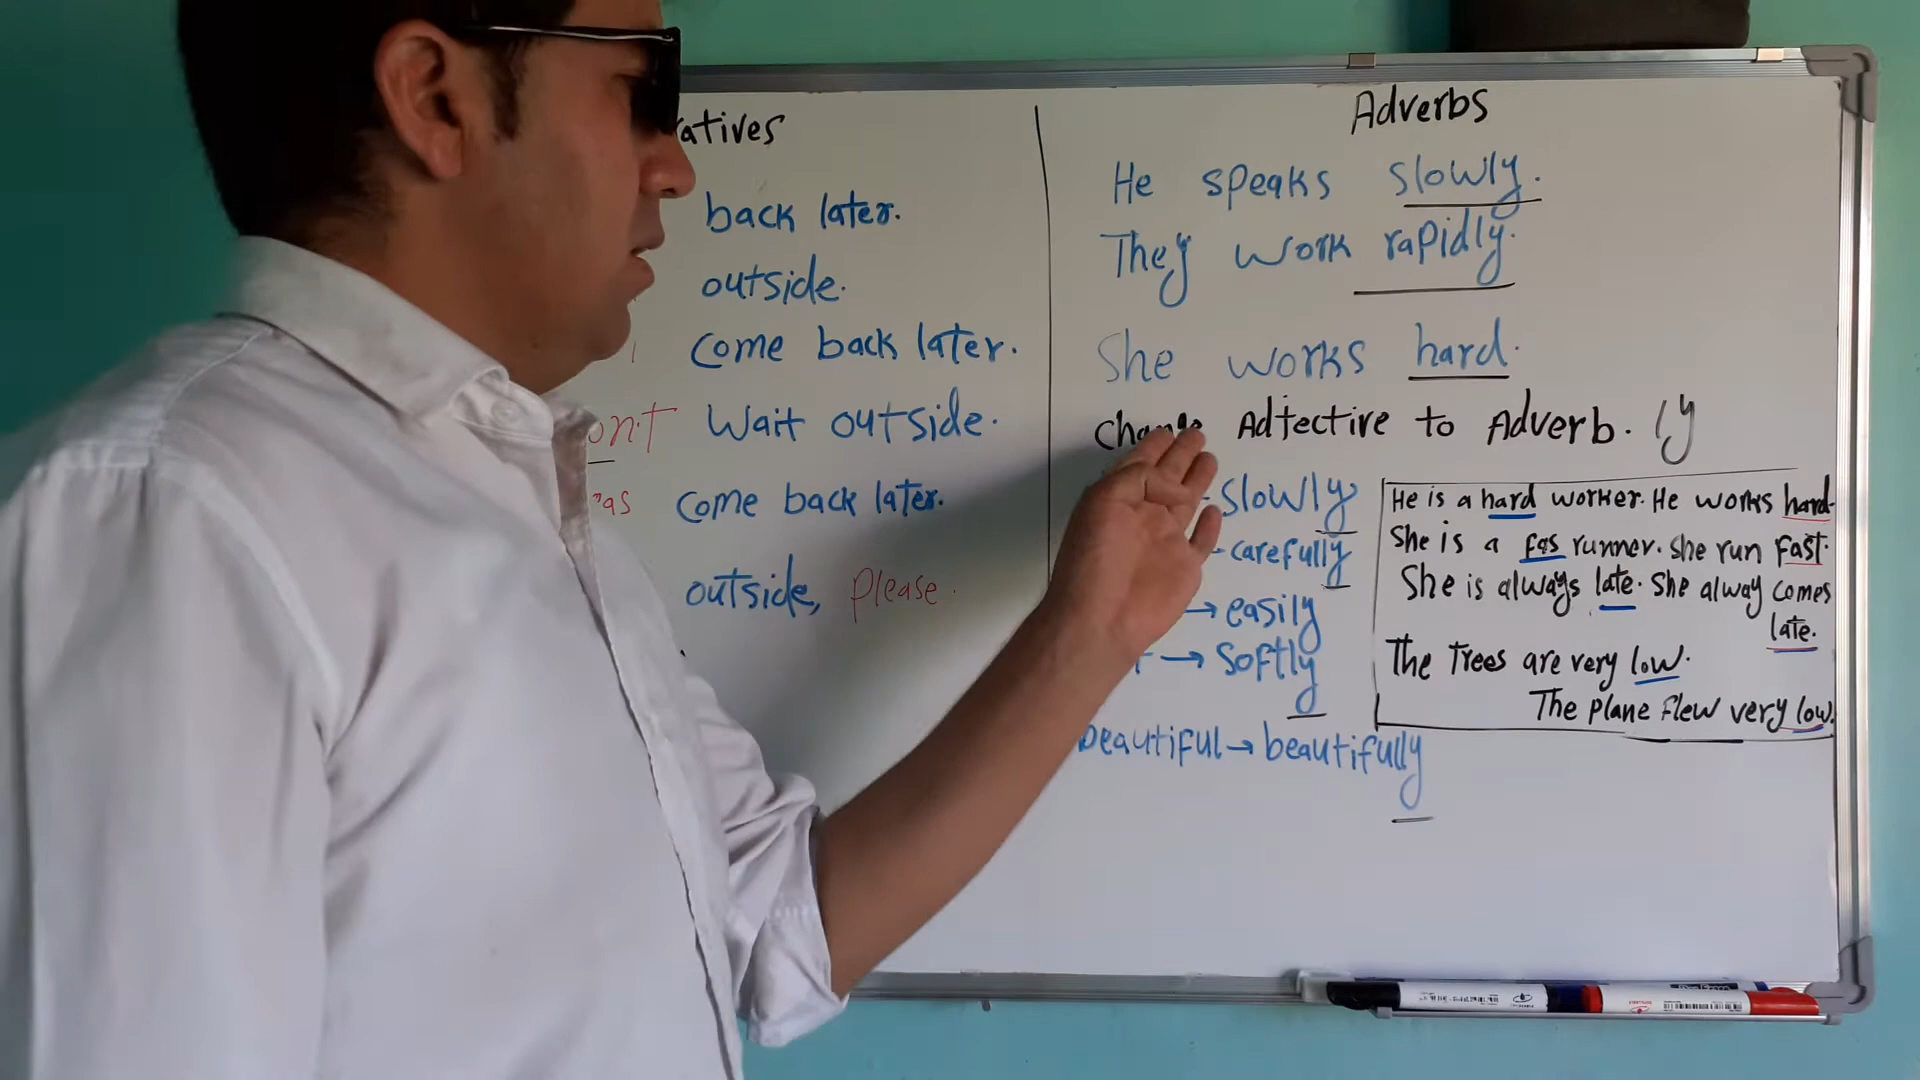 atives
back later.
outside.
come back later.
on't wait outside.
as come back later.
outside, please.
Adverbs
He speaks slowly.
They work rapidly.
She works hard.
change Adjective to Adverb. ly
slowly
carefully
→ easily
→ softly
beautiful → beautifully
He is a hard worker. He works hard.
She is a fas runner. She run fast.
She is always late. She alway comes
late.
The Trees are very low.
The plane flew very low.